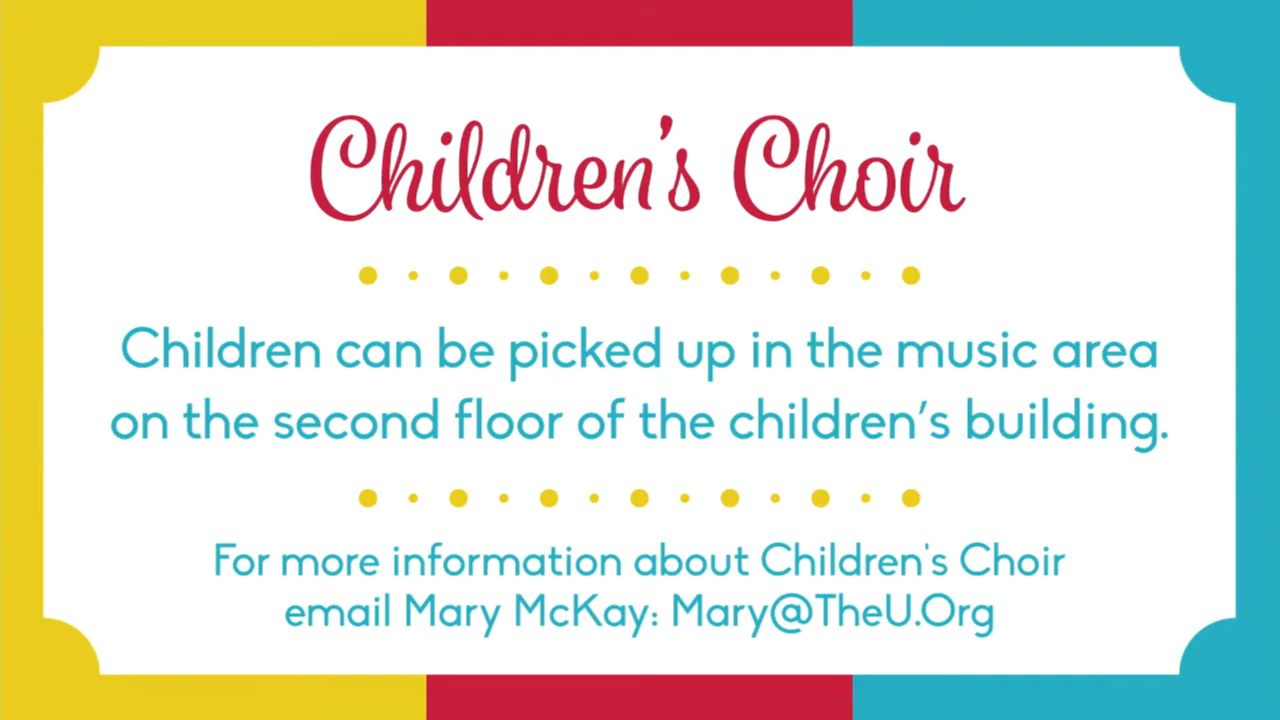 Children's Choir
Children can be picked up in the music area
on the second floor of the children's building.
For more information about Children's Choir
email Mary McKay: Mary@TheU.Org